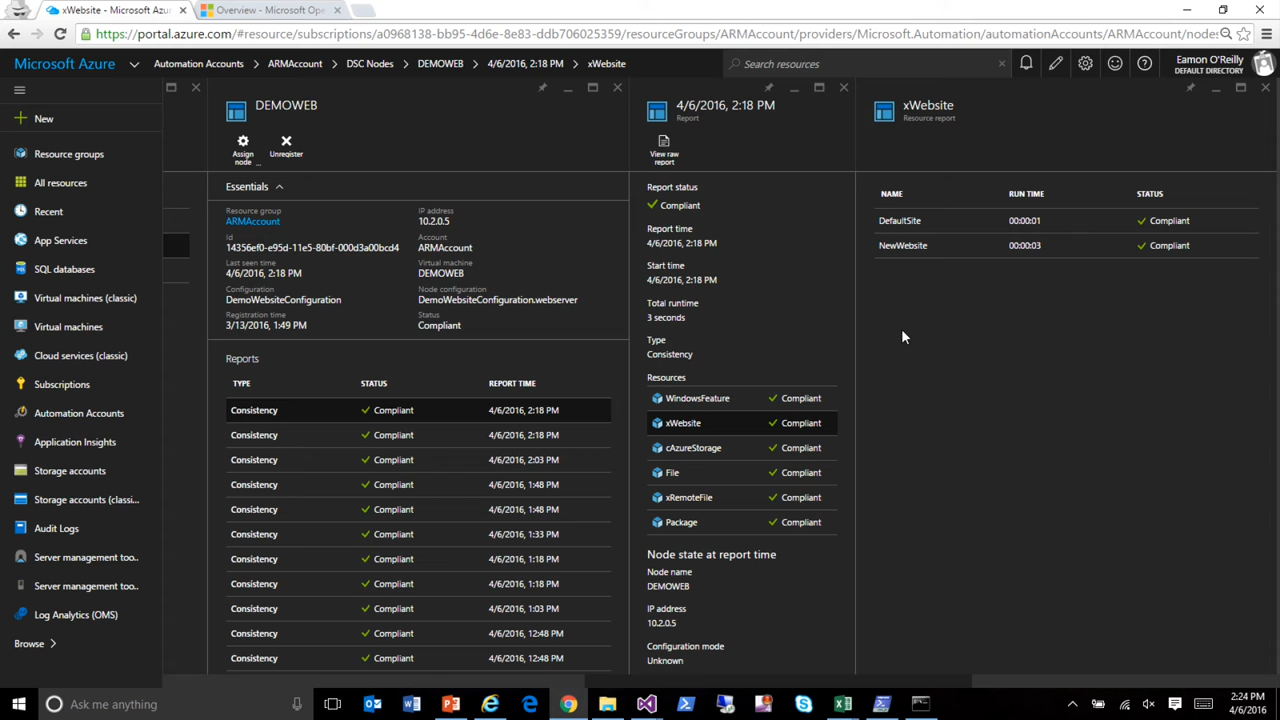 xWebsite - Microsoft Azur
Overview - Microsoft Ope
https://portal.azure.com/#resource/subscriptions/a0968138-bb95-4d6e-8e83-ddb706025359/resourceGroups/ARMAccount/providers/Microsoft.Automation/automationAccounts/ARMAccount/nodes
Microsoft Azure
Automation Accounts > ARMAccount > DSC Nodes > DEMOWEB > 4/6/2016, 2:18 PM > xWebsite
Search resources
Eamon O'Reilly
DEFAULT DIRECTORY
New
Resource groups
All resources
Recent
App Services
SQL databases
Virtual machines (classic)
Virtual machines
Cloud services (classic)
Subscriptions
Automation Accounts
Application Insights
Storage accounts
Storage accounts (classi...
Audit Logs
Server management too..
Server management too..
Log Analytics (OMS)
Browse >
DEMOWEB
Assign
node ...
Unregister
Essentials
Resource group
ARMAccount
IP address
10.2.0.5
Id
14356ef0-e95d-11e5-80bf-000d3a00bcd4
Account
ARMAccount
Last seen time
4/6/2016, 2:18 PM
Virtual machine
DEMOWEB
Configuration
DemoWebsiteConfiguration
Node configuration
DemoWebsiteConfiguration.webserver
Registration time
3/13/2016, 1:49 PM
Status
Compliant
Reports
TYPE STATUS REPORT TIME
Consistency Compliant 4/6/2016, 2:18 PM
Consistency Compliant 4/6/2016, 2:18 PM
Consistency Compliant 4/6/2016, 2:03 PM
Consistency Compliant 4/6/2016, 1:48 PM
Consistency Compliant 4/6/2016, 1:48 PM
Consistency Compliant 4/6/2016, 1:33 PM
Consistency Compliant 4/6/2016, 1:18 PM
Consistency Compliant 4/6/2016, 1:18 PM
Consistency Compliant 4/6/2016, 1:03 PM
Consistency Compliant 4/6/2016, 12:48 PM
Consistency Compliant 4/6/2016, 12:48 PM
4/6/2016, 2:18 PM
Report
View raw
report
Report status
Compliant
Report time
4/6/2016, 2:18 PM
Start time
4/6/2016, 2:18 PM
Total runtime
3 seconds
Type
Consistency
Resources
WindowsFeature Compliant
xWebsite Compliant
cAzureStorage Compliant
File Compliant
xRemoteFile Compliant
Package Compliant
Node state at report time
Node name
DEMOWEB
IP address
10.2.0.5
Configuration mode
Unknown
xWebsite
Resource report
NAME RUN TIME STATUS
DefaultSite 00:00:01 Compliant
NewWebsite 00:00:03 Compliant
Ask me anything
2:24 PM
4/6/2016